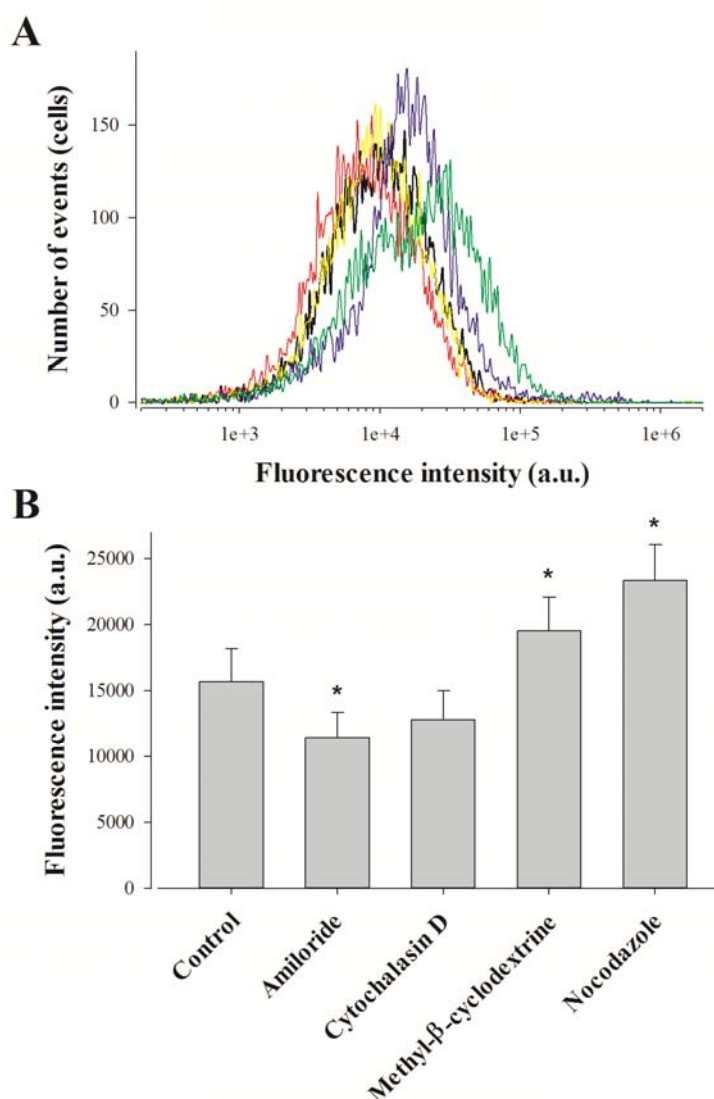 A
Number of events (cells)
150
100
50
0
1e+3 1e+4 1e+5 1e+6
Fluorescence intensity (a.u.)
B
Fluorescence intensity (a.u.)
25000
20000
15000
10000
5000
0
* * *
Control
Amiloride
Cytochalasin D
Methyl-β-cyclodextrine
Nocodazole